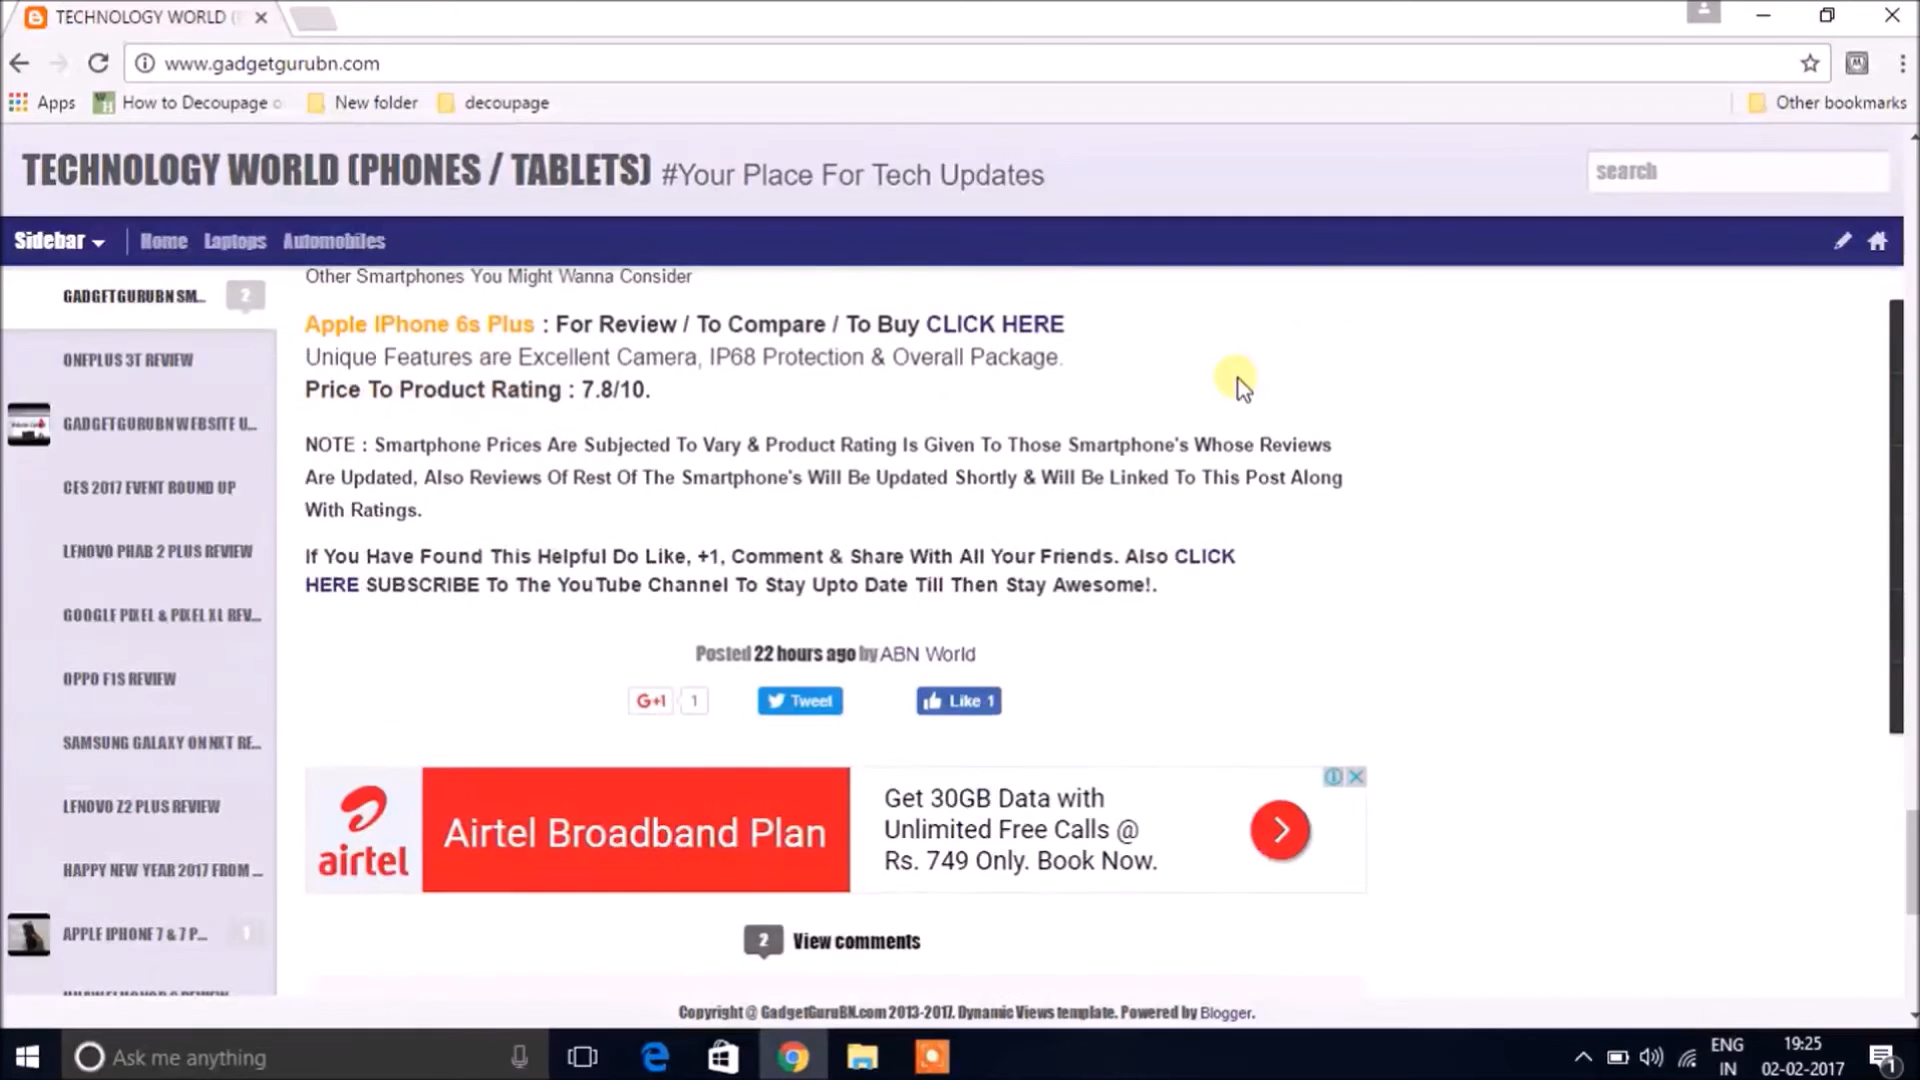 TECHNOLOGY WORLD (
www.gadgetgurubn.com
Apps
How to Decoupage o
New folder
decoupage
Other bookmarks
TECHNOLOGY WORLD (PHONES / TABLETS) #Your Place For Tech Updates
search
Sidebar
Home
Laptops
Automobiles
GADGETGURUBN SM...
2
ONEPLUS 3T REVIEW
GADGETGURUBN WEBSITE U...
CES 2017 EVENT ROUND UP
LENOVO PHAB 2 PLUS REVIEW
GOOGLE PIXEL & PIXEL XL REV...
OPPO F1S REVIEW
SAMSUNG GALAXY ON NXT RE...
LENOVO Z2 PLUS REVIEW
HAPPY NEW YEAR 2017 FROM ...
APPLE IPHONE 7 & 7 P...
1
Other Smartphones You Might Wanna Consider
Apple IPhone 6s Plus : For Review / To Compare / To Buy CLICK HERE
Unique Features are Excellent Camera, IP68 Protection & Overall Package.
Price To Product Rating : 7.8/10.
NOTE : Smartphone Prices Are Subjected To Vary & Product Rating Is Given To Those Smartphone's Whose Reviews
Are Updated, Also Reviews Of Rest Of The Smartphone's Will Be Updated Shortly & Will Be Linked To This Post Along
With Ratings.
If You Have Found This Helpful Do Like, +1, Comment & Share With All Your Friends. Also CLICK
HERE SUBSCRIBE To The YouTube Channel To Stay Upto Date Till Then Stay Awesome!.
Posted 22 hours ago by ABN World
G+1
1
Tweet
Like 1
airtel
Airtel Broadband Plan
Get 30GB Data with
Unlimited Free Calls @
Rs. 749 Only. Book Now.
2
View comments
Copyright @ GadgetGuruBN.com 2013-2017. Dynamic Views template. Powered by Blogger.
Ask me anything
ENG
IN
19:25
02-02-2017
1